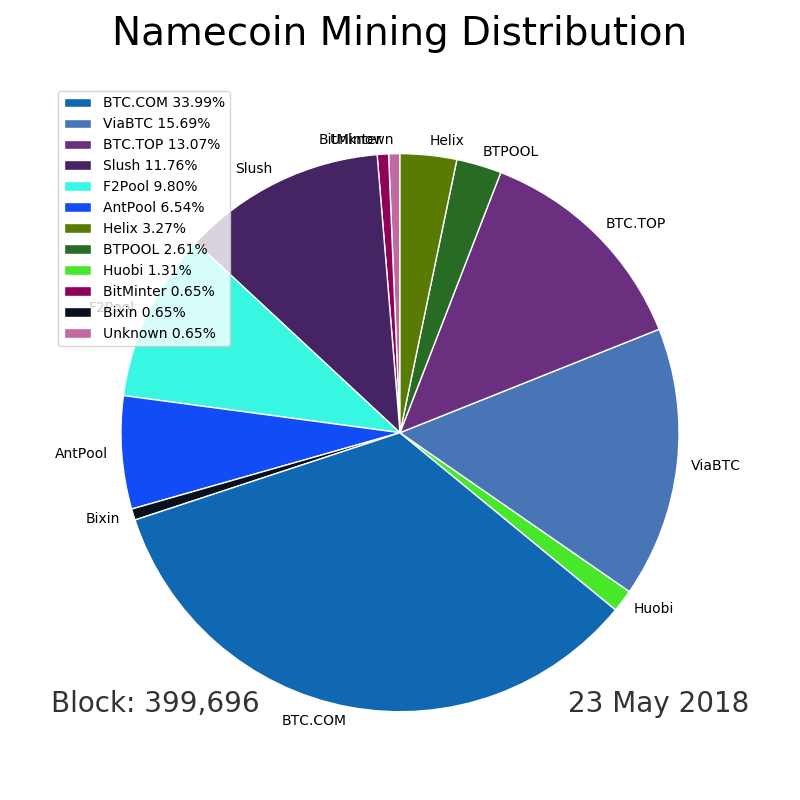 Namecoin Mining Distribution
BTC.COM 33.99%
ViaBTC 15.69%
BTC.TOP 13.07%
Slush 11.76%
F2Pool 9.80%
AntPool 6.54%
Helix 3.27%
BTPOOL 2.61%
Huobi 1.31%
BitMinter 0.65%
Bixin 0.65%
Unknown 0.65%
BitMinter
Unknown
Helix
BTPOOL
Slush
BTC.TOP
F2Pool
AntPool
ViaBTC
Bixin
Huobi
BTC.COM
Block: 399,696
23 May 2018